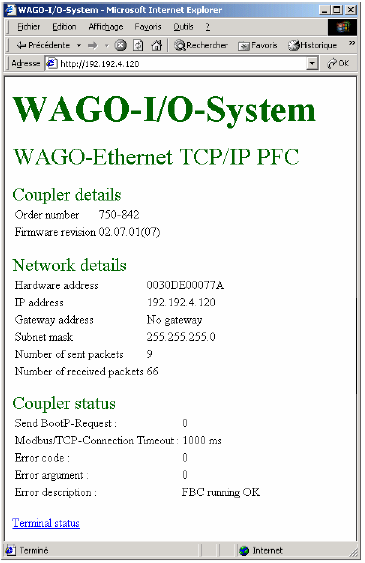 WAGO-I/O-System - Microsoft Internet Explorer
Fichier Edition Affichage Favoris Outils ?
Précédente Rechercher Favoris Historique »
Adresse http://192.192.4.120 OK
WAGO-I/O-System
WAGO-Ethernet TCP/IP PFC
Coupler details
Order number 750-842
Firmware revision 02.07.01(07)
Network details
Hardware address 0030DE00077A
IP address 192.192.4.120
Gateway address No gateway
Subnet mask 255.255.255.0
Number of sent packets 9
Number of received packets 66
Coupler status
Send BootP-Request : 0
Modbus/TCP-Connection Timeout : 1000 ms
Error code : 0
Error argument : 0
Error description : FBC running OK
Terminal status
Terminé Internet